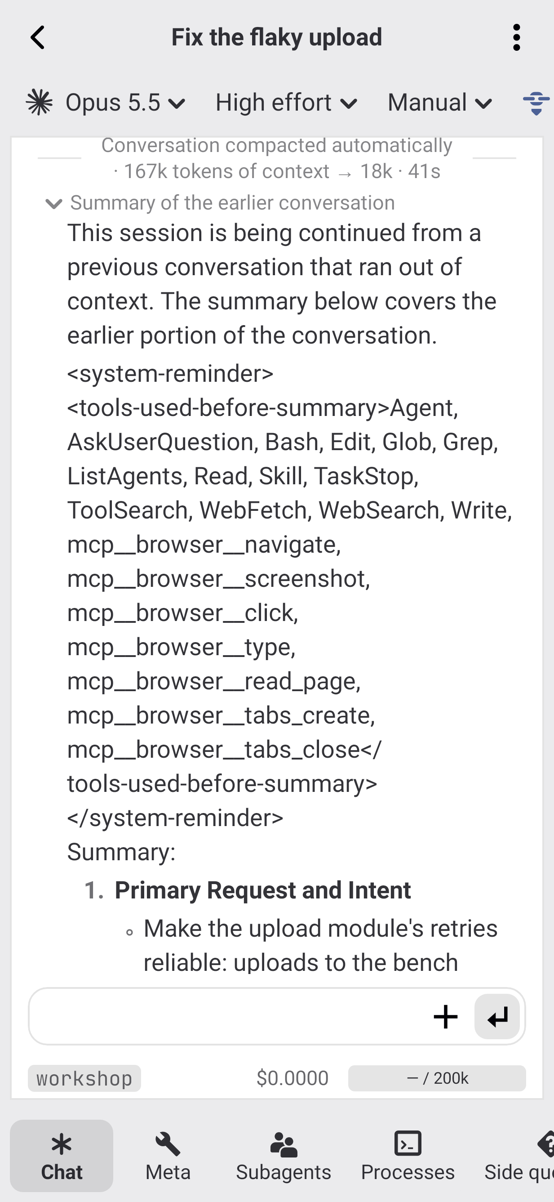 Fix the flaky upload
Opus 5.5 High effort Manual
Conversation compacted automatically
· 167k tokens of context → 18k · 41s
Summary of the earlier conversation
This session is being continued from a
previous conversation that ran out of
context. The summary below covers the
earlier portion of the conversation.
<system-reminder>
<tools-used-before-summary>Agent,
AskUserQuestion, Bash, Edit, Glob, Grep,
ListAgents, Read, Skill, TaskStop,
ToolSearch, WebFetch, WebSearch, Write,
mcp__browser__navigate,
mcp__browser__screenshot,
mcp__browser__click,
mcp__browser__type,
mcp__browser__read_page,
mcp__browser__tabs_create,
mcp__browser__tabs_close</
tools-used-before-summary>
</system-reminder>
Summary:
1. Primary Request and Intent
◦ Make the upload module's retries
reliable: uploads to the bench
workshop $0.0000 — / 200k
Chat Meta Subagents Processes Side qu